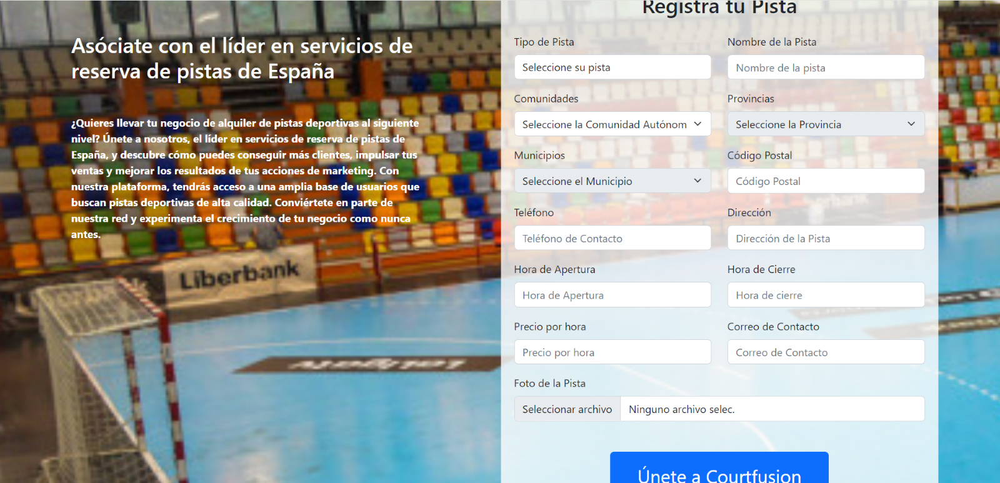 Asóciate con el líder en servicios de
reserva de pistas de España
¿Quieres llevar tu negocio de alquiler de pistas deportivas al siguiente
nivel? Únete a nosotros, el líder en servicios de reserva de pistas de
España, y descubre cómo puedes conseguir más clientes, impulsar tus
ventas y mejorar los resultados de tus acciones de marketing. Con
nuestra plataforma, tendrás acceso a una amplia base de usuarios que
buscan pistas deportivas de alta calidad. Conviértete en parte de
nuestra red y experimenta el crecimiento de tu negocio como nunca
antes.
Liberbank
Registra tu Pista
Tipo de Pista
Nombre de la Pista
Seleccione su pista
Nombre de la pista
Comunidades
Provincias
Seleccione la Comunidad Autónom
Seleccione la Provincia
Municipios
Código Postal
Seleccione el Municipio
Código Postal
Teléfono
Dirección
Teléfono de Contacto
Dirección de la Pista
Hora de Apertura
Hora de Cierre
Hora de Apertura
Hora de cierre
Precio por hora
Correo de Contacto
Precio por hora
Correo de Contacto
Foto de la Pista
Seleccionar archivo
Ninguno archivo selec.
Únete a Courtfusion